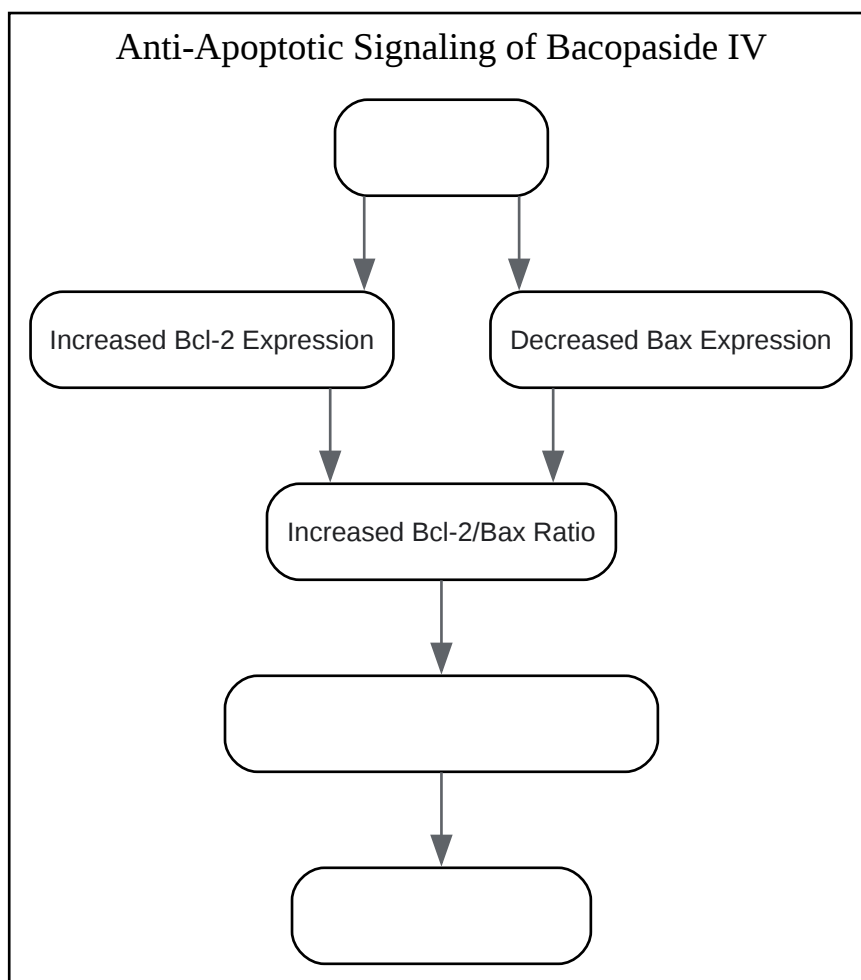 Anti-Apoptotic Signaling of Bacopaside IV
Increased Bcl-2 Expression
Decreased Bax Expression
Increased Bcl-2/Bax Ratio